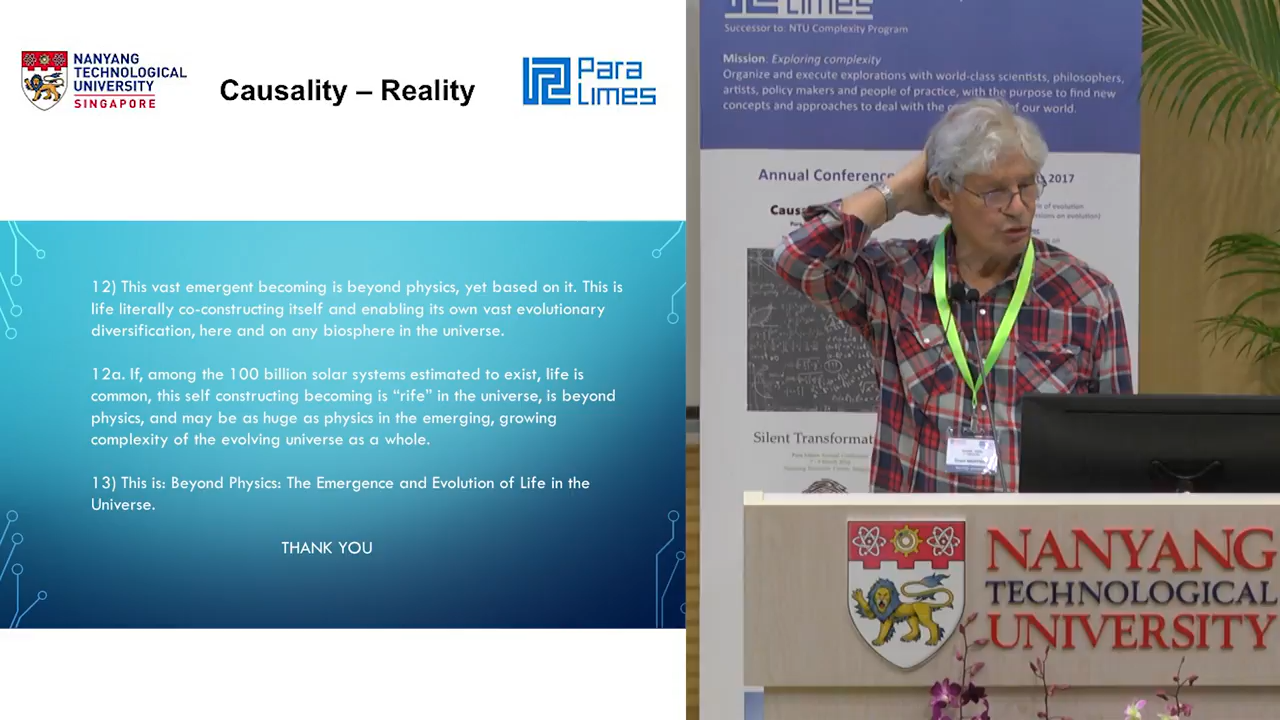 NANYANG
TECHNOLOGICAL
UNIVERSITY
SINGAPORE
Causality – Reality
Para
Limes
12) This vast emergent becoming is beyond physics, yet based on it. This is
life literally co-constructing itself and enabling its own vast evolutionary
diversification, here and on any biosphere in the universe.
12a. If, among the 100 billion solar systems estimated to exist, life is
common, this self constructing becoming is “rife” in the universe, is beyond
physics, and may be as huge as physics in the emerging, growing
complexity of the evolving universe as a whole.
13) This is: Beyond Physics: The Emergence and Evolution of Life in the
Universe.
THANK YOU
Successor to: NTU Complexity Program
Mission: Exploring complexity
Organize and execute explorations with world-class scientists, philosophers,
artists, policy makers and people of practice, with the purpose to find new
concepts and approaches to deal with the of our world.
Annual Conference 2017
Silent
NANYANG
TECHNOLOGICAL
UNIVERSITY